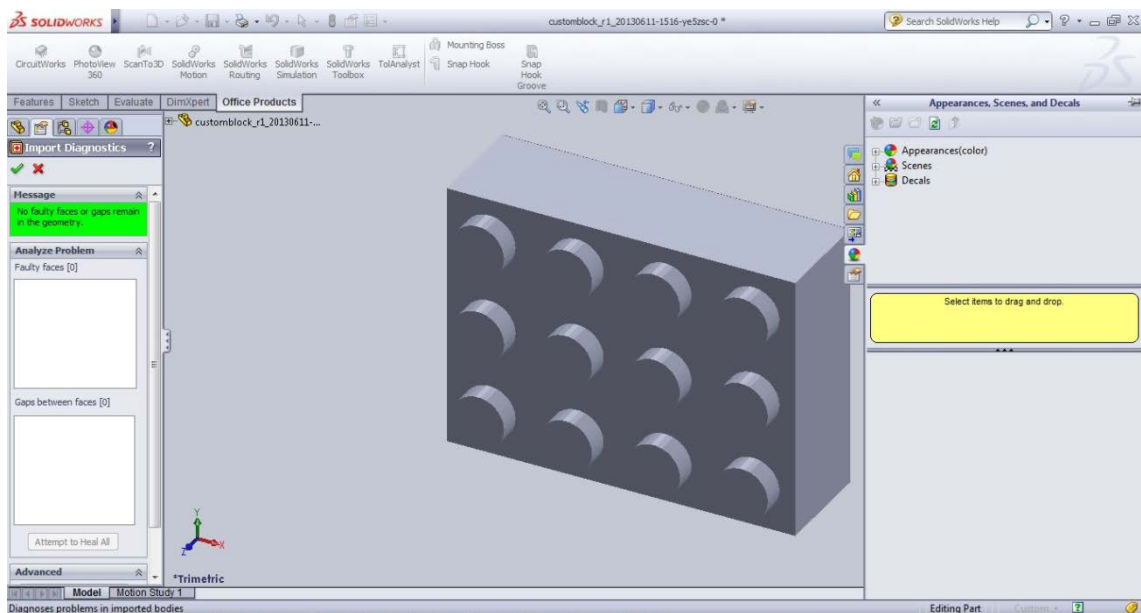 SOLIDWORKS
customblock_r1_20130611-1516-ye5zsc-0 *
Search SolidWorks Help
CircuitWorks
PhotoView 360
ScanTo3D
SolidWorks Motion
SolidWorks Routing
SolidWorks Simulation
SolidWorks Toolbox
TolAnalyst
Mounting Boss
Snap Hook
Snap Hook Groove
Features
Sketch
Evaluate
DimXpert
Office Products
customblock_r1_20130611-...
Import Diagnostics
?
Message
No faulty faces or gaps remain
in the geometry.
Analyze Problem
Faulty faces [0]
Gaps between faces [0]
Attempt to Heal All
Advanced
Y
X
Z
*Trimetric
Model
Motion Study 1
Diagnoses problems in imported bodies
Editing Part
Custom
?
Appearances, Scenes, and Decals
Appearances(color)
Scenes
Decals
Select items to drag and drop.